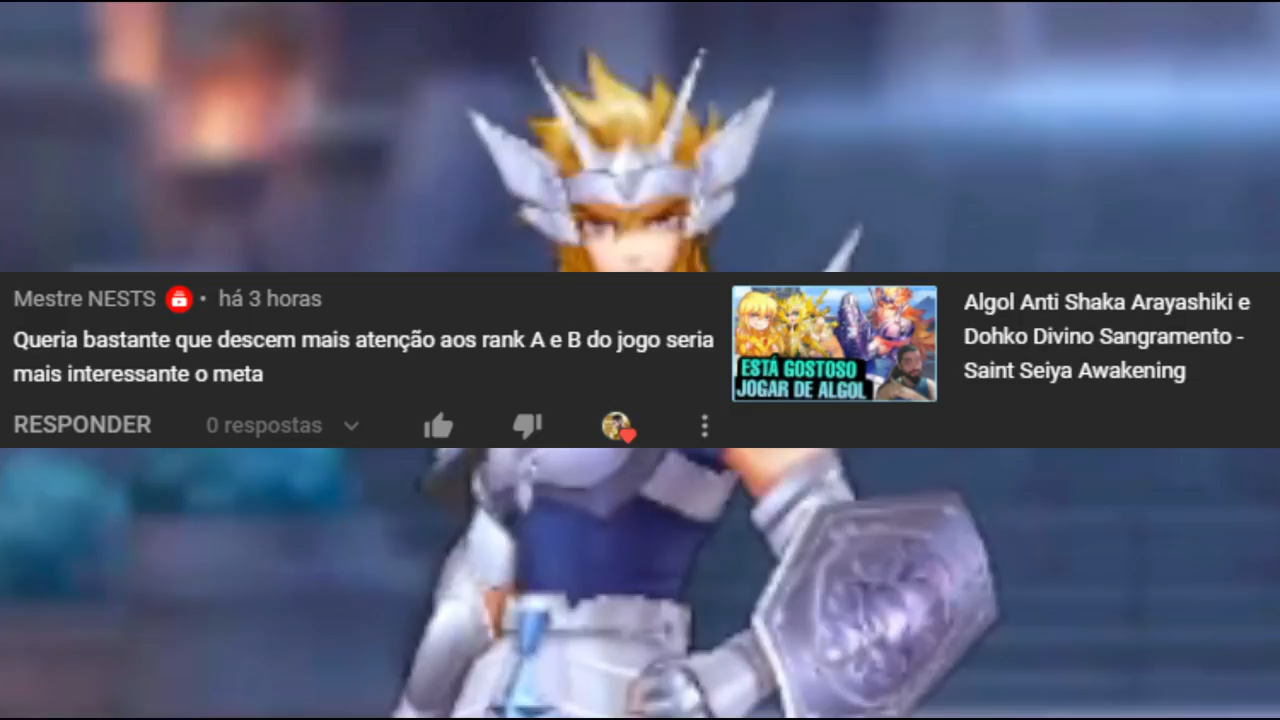 Mestre NESTS • há 3 horas
Queria bastante que descem mais atenção aos rank A e B do jogo seria
mais interessante o meta
RESPONDER 0 respostas
ESTÁ GOSTOSO
JOGAR DE ALGOL
Algol Anti Shaka Arayashiki e
Dohko Divino Sangramento -
Saint Seiya Awakening